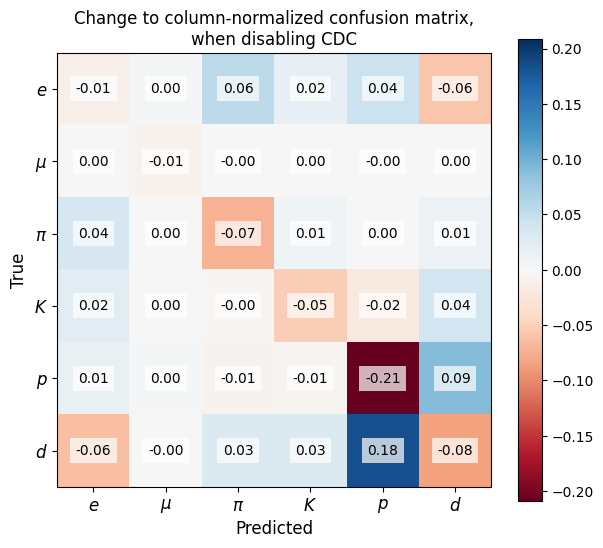 Change to column-normalized confusion matrix,
when disabling CDC
True
e -0.01 0.00 0.06 0.02 0.04 -0.06
μ 0.00 -0.01 -0.00 0.00 -0.00 0.00
π 0.04 0.00 -0.07 0.01 0.00 0.01
K 0.02 0.00 -0.00 -0.05 -0.02 0.04
p 0.01 0.00 -0.01 -0.01 -0.21 0.09
d -0.06 -0.00 0.03 0.03 0.18 -0.08
e μ π K p d
Predicted
0.20
0.15
0.10
0.05
0.00
−0.05
−0.10
−0.15
−0.20